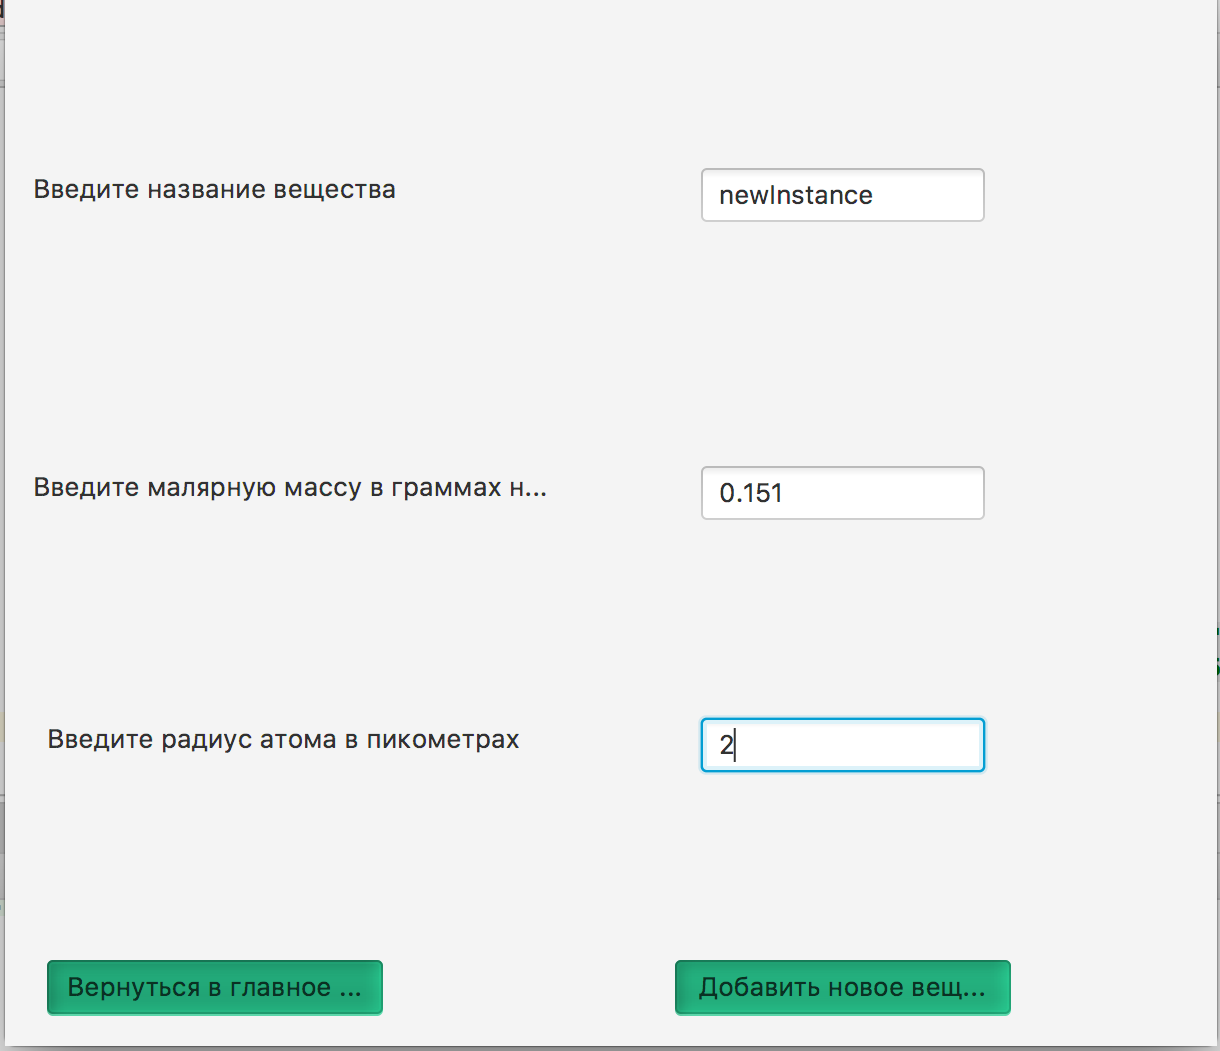 Введите название вещества
newInstance
Введите малярную массу в граммах н...
0.151
Введите радиус атома в пикометрах
2
Вернуться в главное ...
Добавить новое вещ...